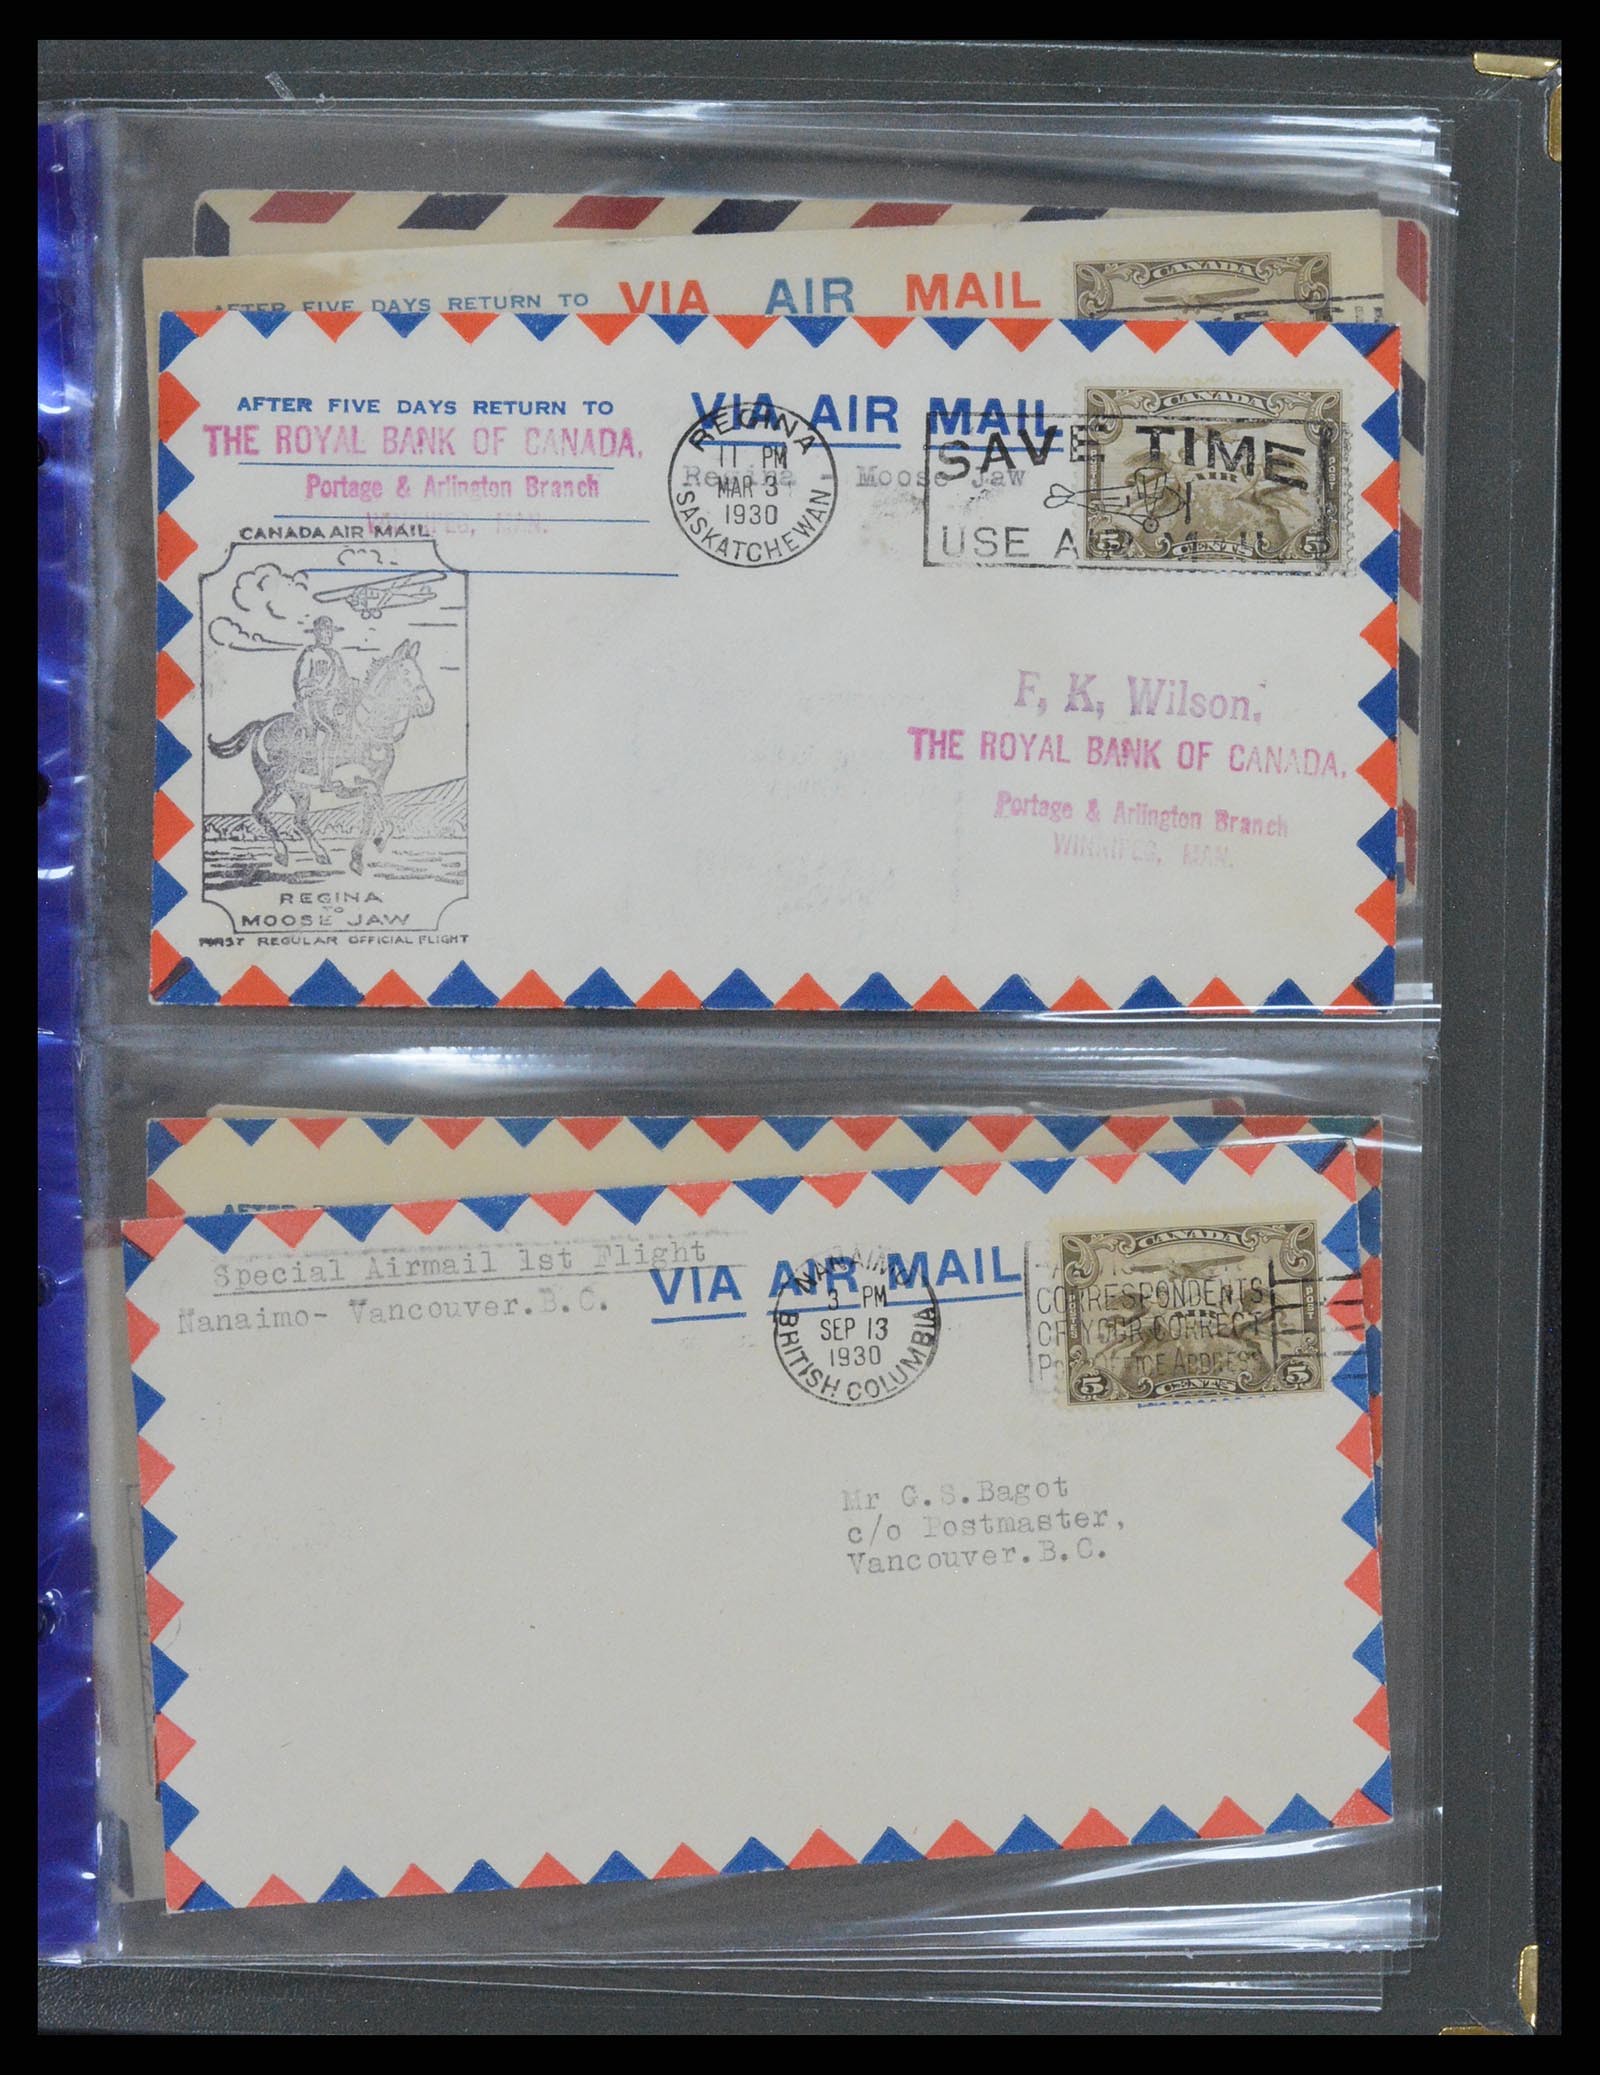 AFTER FIVE DAYS RETURN TO VIA AIR MAIL
CANADA
AFTER FIVE DAYS RETURN TO
THE ROYAL BANK OF CANADA.
Portage & Arlington Branch
WINNIPEG, MAN.
VIA AIR MAIL
Regina - Moose Jaw
REGINA
11 PM
MAR 3
1930
SASKATCHEWAN
SAVE TIME
USE AIR MAIL
CANADA
POST
AIR
5 CENTS 5
CANADA AIR MAIL
REGINA
TO
MOOSE JAW
FIRST REGULAR OFFICIAL FLIGHT
F, K, Wilson.
THE ROYAL BANK OF CANADA.
Portage & Arlington Branch
WINNIPEG, MAN.
Special Airmail 1st Flight
Nanaimo- Vancouver.B.C.
VIA AIR MAIL
NANAIMO
3 PM
SEP 13
1930
BRITISH COLUMBIA
CORRESPONDENTS
OF YOUR CORRECT
POST OFFICE ADDRESS
CANADA
POST
AIR
5 CENTS 5
Mr G.S.Bagot
c/o Postmaster,
Vancouver.B.C.